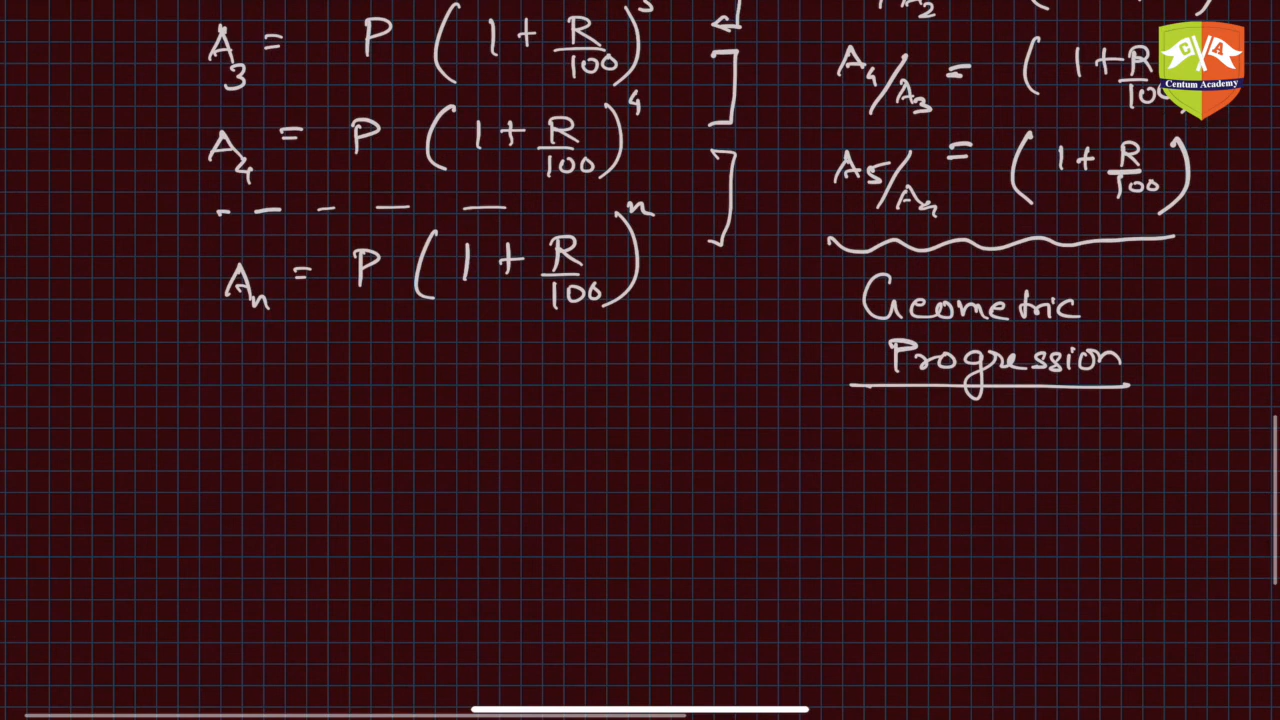 A₃ = P (1 + R/100)³
A₄ = P (1 + R/100)⁴
- - - - -
Aₙ = P (1 + R/100)ⁿ
A₂
A₄/A₃ = (1 + R/100
A5/A₄ = (1 + R/100)
Geometric
Progression
C A
Centum Academy